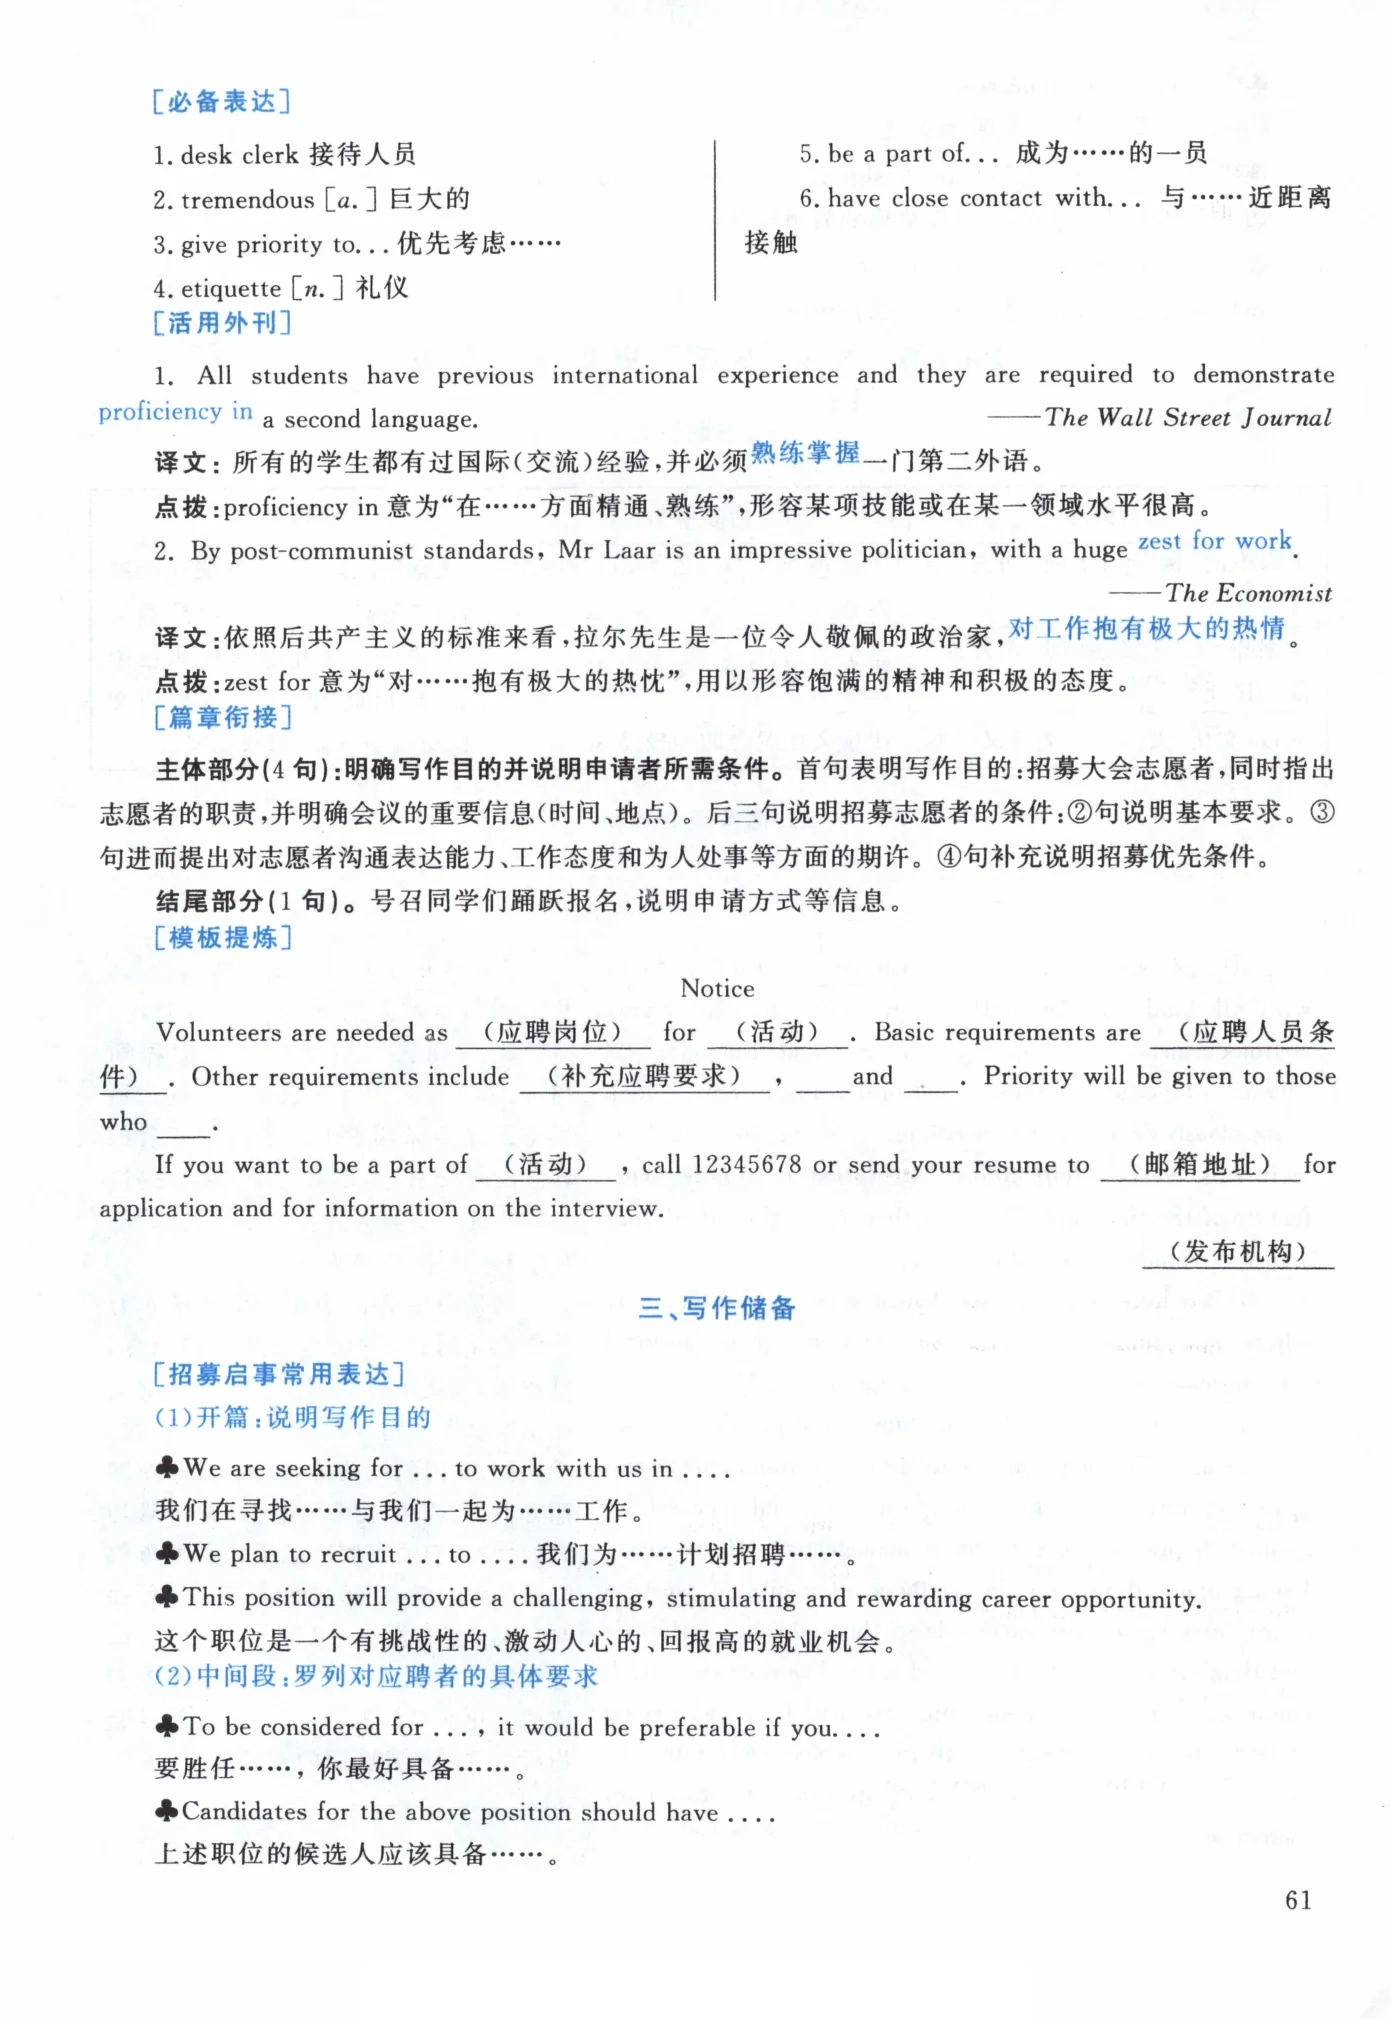 [必备表达]
1. desk clerk 接待人员
2. tremendous [a. ] 巨大的
3. give priority to... 优先考虑……
4. etiquette [n. ] 礼仪
5. be a part of... 成为……的一员
6. have close contact with... 与……近距离
接触
[活用外刊]
1. All students have previous international experience and they are required to demonstrate
proficiency in a second language. ——The Wall Street Journal
译文: 所有的学生都有过国际(交流)经验,并必须熟练掌握一门第二外语。
点拨:proficiency in 意为“在……方面精通、熟练”,形容某项技能或在某一领域水平很高。
2. By post-communist standards, Mr Laar is an impressive politician, with a huge zest for work.
——The Economist
译文:依照后共产主义的标准来看,拉尔先生是一位令人敬佩的政治家,对工作抱有极大的热情。
点拨:zest for 意为“对……抱有极大的热忱”,用以形容饱满的精神和积极的态度。
[篇章衔接]
主体部分(4 句):明确写作目的并说明申请者所需条件。首句表明写作目的:招募大会志愿者,同时指出
志愿者的职责,并明确会议的重要信息(时间、地点)。后三句说明招募志愿者的条件:②句说明基本要求。③
句进而提出对志愿者沟通表达能力、工作态度和为人处事等方面的期许。④句补充说明招募优先条件。
结尾部分(1 句)。号召同学们踊跃报名,说明申请方式等信息。
[模板提炼]
Notice
Volunteers are needed as (应聘岗位) for (活动) . Basic requirements are (应聘人员条
件) . Other requirements include (补充应聘要求) , ____ and ____. Priority will be given to those
who ____.
If you want to be a part of (活动) , call 12345678 or send your resume to (邮箱地址) for
application and for information on the interview.
(发布机构)
三、写作储备
[招募启事常用表达]
(1)开篇:说明写作目的
♣We are seeking for ... to work with us in ....
我们在寻找……与我们一起为……工作。
♣We plan to recruit ... to .... 我们为……计划招聘……。
♣This position will provide a challenging, stimulating and rewarding career opportunity.
这个职位是一个有挑战性的、激动人心的、回报高的就业机会。
(2)中间段:罗列对应聘者的具体要求
♣To be considered for ..., it would be preferable if you....
要胜任……, 你最好具备……。
♣Candidates for the above position should have ....
上述职位的候选人应该具备……。
61